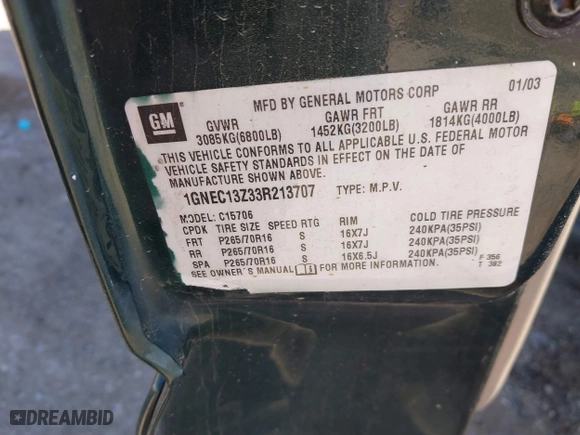 MFD BY GENERAL MOTORS CORP 01/03
GM
GVWR GAWR FRT GAWR RR
3085KG(6800LB) 1452KG(3200LB) 1814KG(4000LB)
THIS VEHICLE CONFORMS TO ALL APPLICABLE U.S. FEDERAL MOTOR
VEHICLE SAFETY STANDARDS IN EFFECT ON THE DATE OF
MANUFACTURE SHOWN ABOVE.
1GNEC13Z33R213707 TYPE: M.P.V.
MODEL: C15706
CPDK TIRE SIZE SPEED RTG RIM COLD TIRE PRESSURE
FRT P265/70R16 S 16X7J 240KPA(35PSI)
RR P265/70R16 S 16X7J 240KPA(35PSI)
SPA P265/70R16 S 16X6.5J 240KPA(35PSI)
SEE OWNER'S MANUAL FOR MORE INFORMATION.
F 356
T 382
DREAMBID